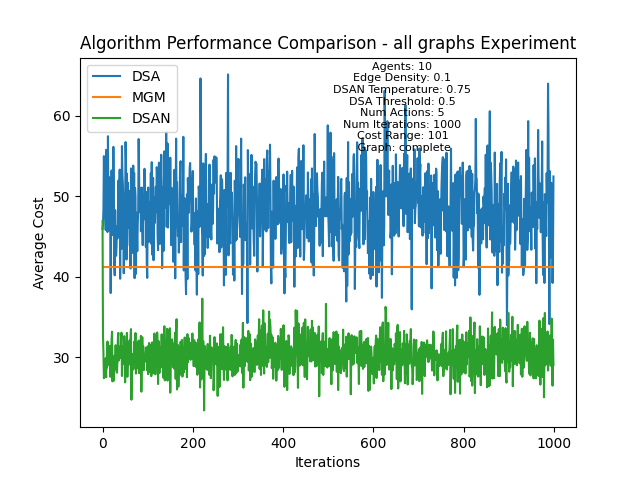 Algorithm Performance Comparison - all graphs Experiment
DSA
MGM
DSAN
Agents: 10
Edge Density: 0.1
DSAN Temperature: 0.75
DSA Threshold: 0.5
Num Actions: 5
Num Iterations: 1000
Cost Range: 101
Graph: complete
Average Cost
60
50
40
30
0
200
400
600
800
1000
Iterations